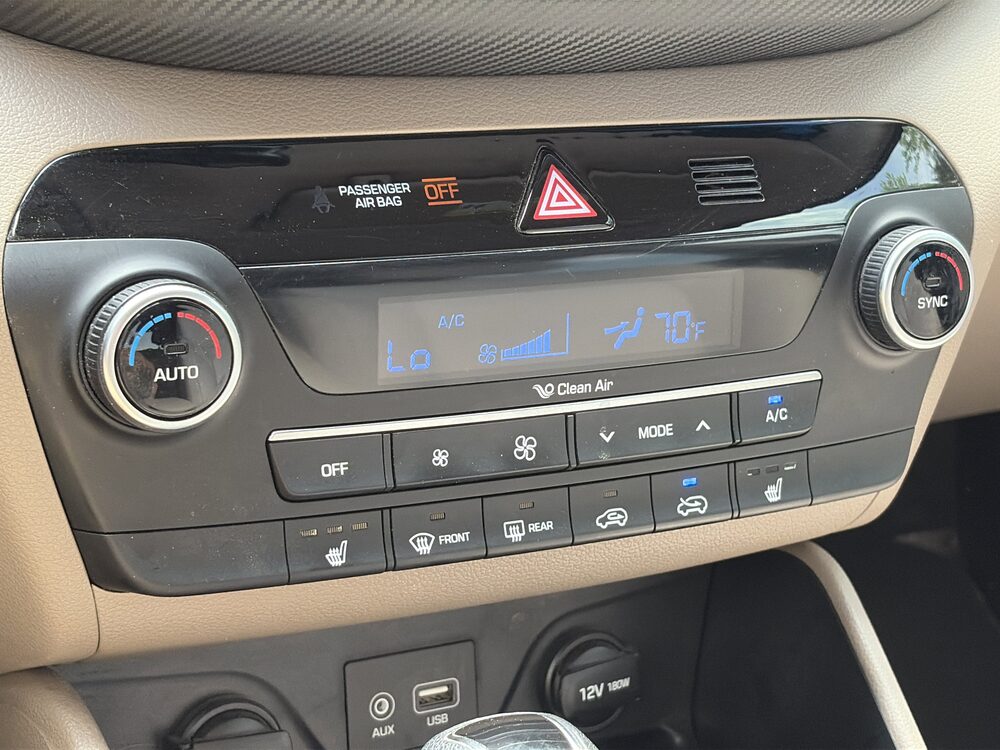 PASSENGER
AIR BAG
OFF
A/C
Lo
70°F
AUTO
SYNC
Clean Air
OFF
MODE
A/C
FRONT
REAR
AUX
USB
12V 180W